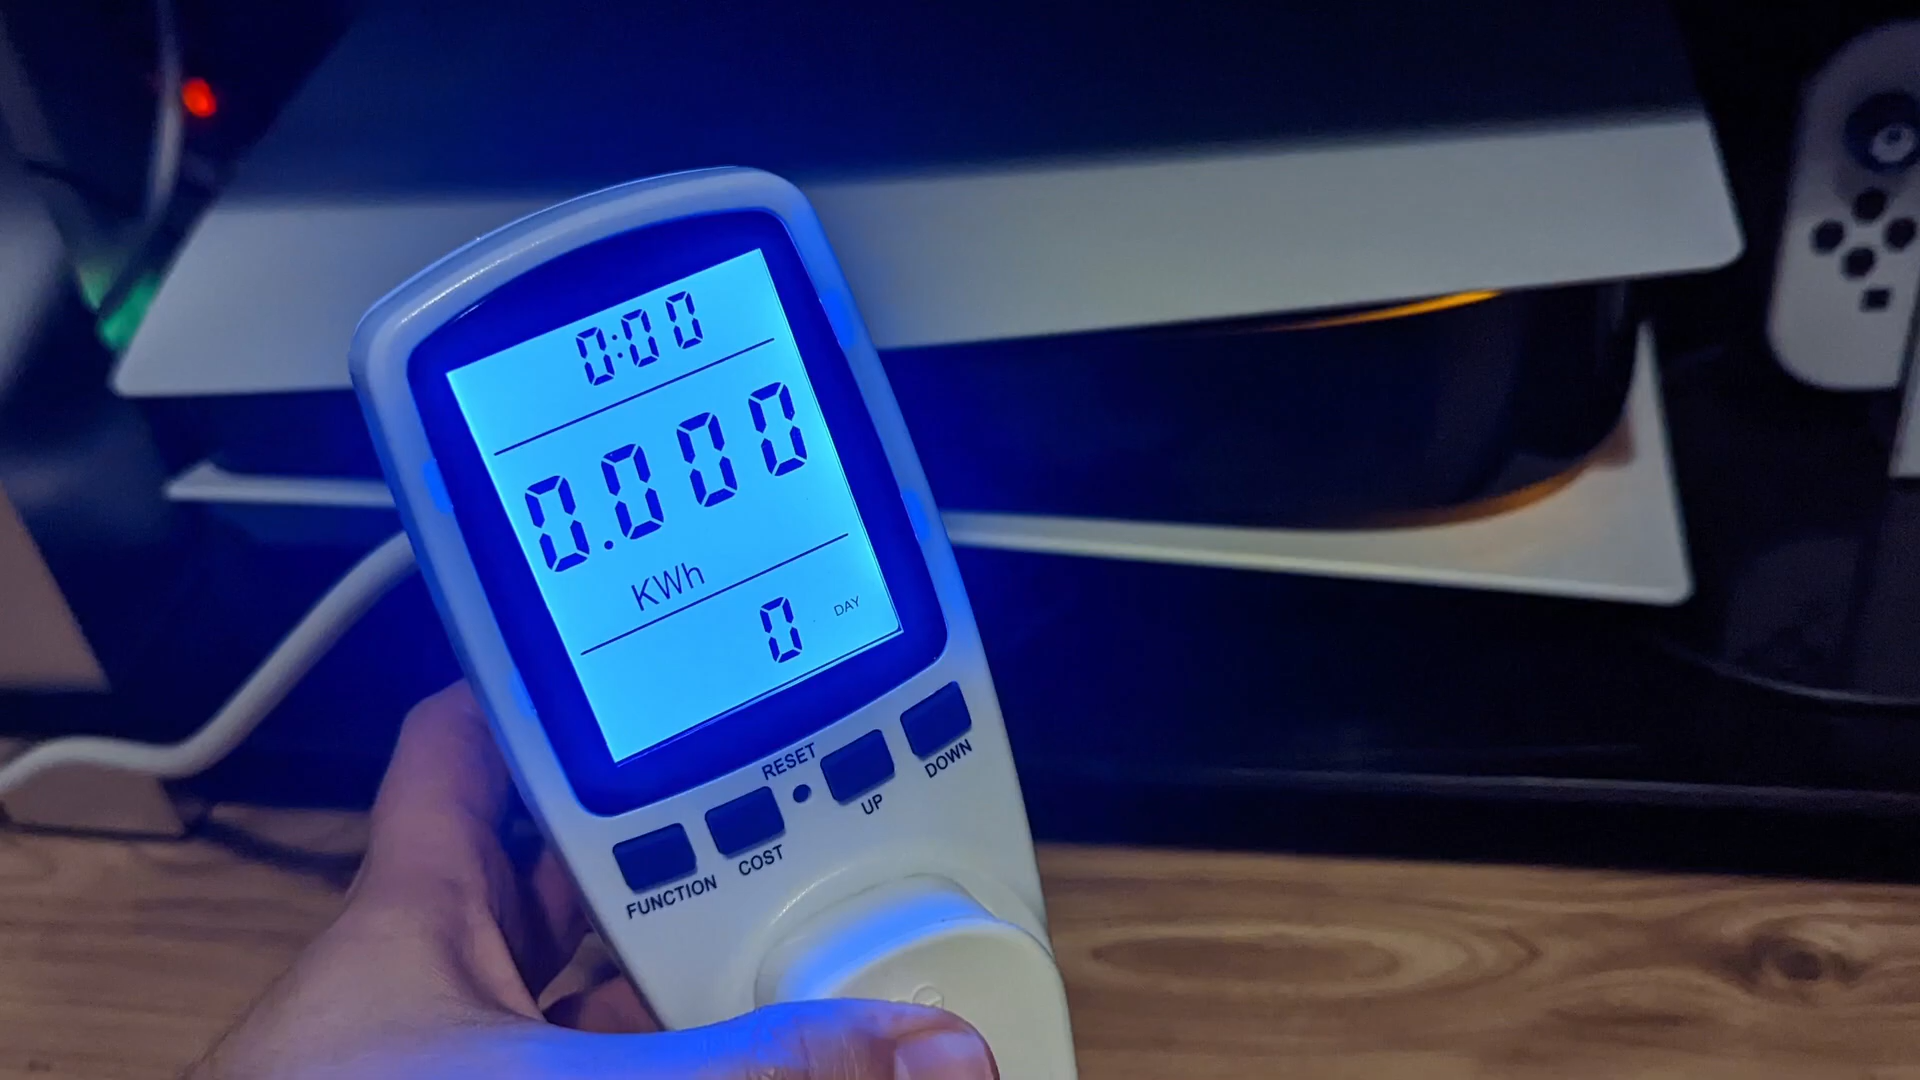 0:00
0.000
KWh
0 DAY
RESET
FUNCTION COST UP DOWN